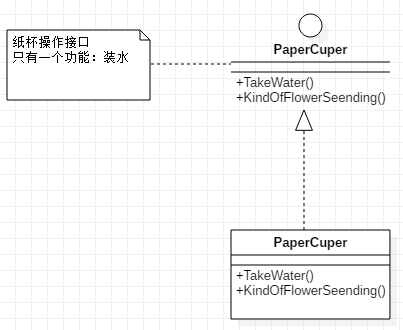 纸杯操作接口
只有一个功能：装水
PaperCuper
+TakeWater()
+KindOfFlowerSeending()
PaperCuper
+TakeWater()
+KindOfFlowerSeending()